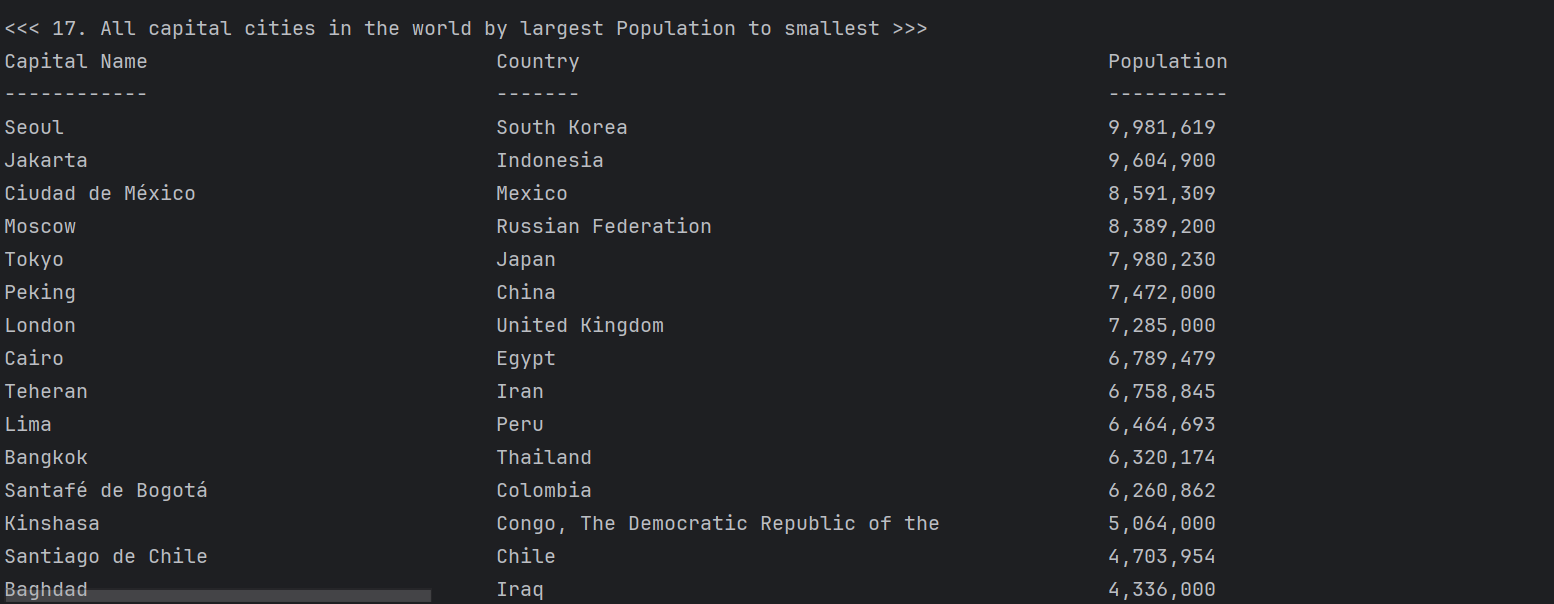 <<< 17. All capital cities in the world by largest Population to smallest >>>
Capital Name Country Population
------------ ------- ----------
Seoul South Korea 9,981,619
Jakarta Indonesia 9,604,900
Ciudad de México Mexico 8,591,309
Moscow Russian Federation 8,389,200
Tokyo Japan 7,980,230
Peking China 7,472,000
London United Kingdom 7,285,000
Cairo Egypt 6,789,479
Teheran Iran 6,758,845
Lima Peru 6,464,693
Bangkok Thailand 6,320,174
Santafé de Bogotá Colombia 6,260,862
Kinshasa Congo, The Democratic Republic of the 5,064,000
Santiago de Chile Chile 4,703,954
Baghdad Iraq 4,336,000